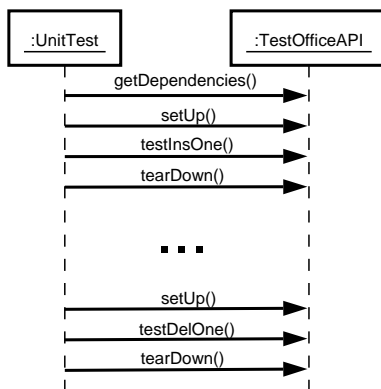 :UnitTest
:TestOfficeAPI
getDependencies()
setUp()
testInsOne()
tearDown()
...
setUp()
testDelOne()
tearDown()